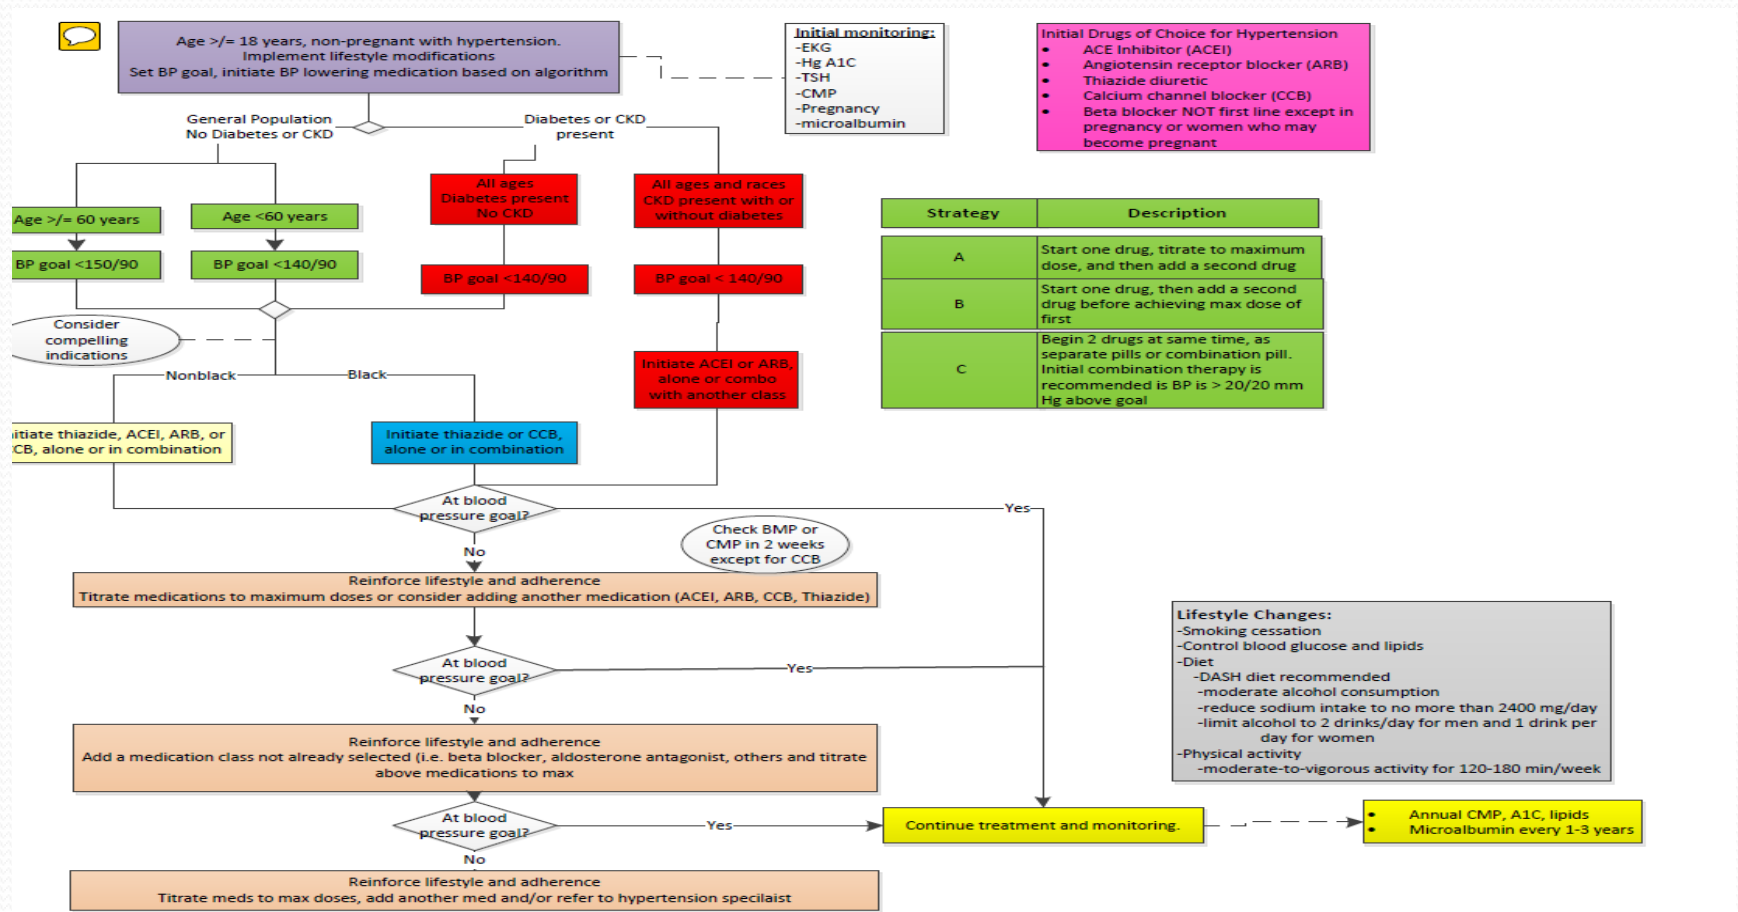 Age >/= 18 years, non-pregnant with hypertension.
Implement lifestyle modifications
Set BP goal, initiate BP lowering medication based on algorithm
Initial monitoring:
-EKG
-Hg A1C
-TSH
-CMP
-Pregnancy
-microalbumin
Initial Drugs of Choice for Hypertension
• ACE Inhibitor (ACEI)
• Angiotensin receptor blocker (ARB)
• Thiazide diuretic
• Calcium channel blocker (CCB)
• Beta blocker NOT first line except in
pregnancy or women who may
become pregnant
General Population
No Diabetes or CKD
Diabetes or CKD
present
Age >/= 60 years
Age <60 years
All ages
Diabetes present
No CKD
All ages and races
CKD present with or
without diabetes
BP goal <150/90
BP goal <140/90
BP goal <140/90
BP goal < 140/90
Strategy
Description
A
Start one drug, titrate to maximum
dose, and then add a second drug
B
Start one drug, then add a second
drug before achieving max dose of
first
C
Begin 2 drugs at same time, as
separate pills or combination pill.
Initial combination therapy is
recommended is BP is > 20/20 mm
Hg above goal
Consider
compelling
indications
Nonblack
Black
Initiate ACEI or ARB,
alone or combo
with another class
itiate thiazide, ACEI, ARB, or
CB, alone or in combination
Initiate thiazide or CCB,
alone or in combination
At blood
pressure goal?
Yes
No
Check BMP or
CMP in 2 weeks
except for CCB
Reinforce lifestyle and adherence
Titrate medications to maximum doses or consider adding another medication (ACEI, ARB, CCB, Thiazide)
At blood
pressure goal?
Yes
No
Lifestyle Changes:
-Smoking cessation
-Control blood glucose and lipids
-Diet
-DASH diet recommended
-moderate alcohol consumption
-reduce sodium intake to no more than 2400 mg/day
-limit alcohol to 2 drinks/day for men and 1 drink per
day for women
-Physical activity
-moderate-to-vigorous activity for 120-180 min/week
Reinforce lifestyle and adherence
Add a medication class not already selected (i.e. beta blocker, aldosterone antagonist, others and titrate
above medications to max
At blood
pressure goal?
Yes
No
Continue treatment and monitoring.
• Annual CMP, A1C, lipids
• Microalbumin every 1-3 years
Reinforce lifestyle and adherence
Titrate meds to max doses, add another med and/or refer to hypertension specilaist